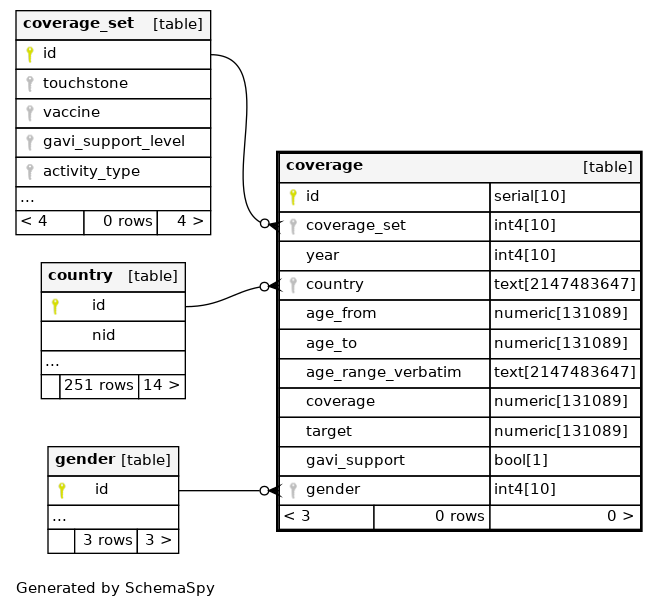 coverage_set [table]
id
touchstone
vaccine
gavi_support_level
activity_type
...
< 4 0 rows 4 >
country [table]
id
nid
...
251 rows 14 >
gender [table]
id
...
3 rows 3 >
coverage [table]
id serial[10]
coverage_set int4[10]
year int4[10]
country text[2147483647]
age_from numeric[131089]
age_to numeric[131089]
age_range_verbatim text[2147483647]
coverage numeric[131089]
target numeric[131089]
gavi_support bool[1]
gender int4[10]
< 3 0 rows 0 >
Generated by SchemaSpy